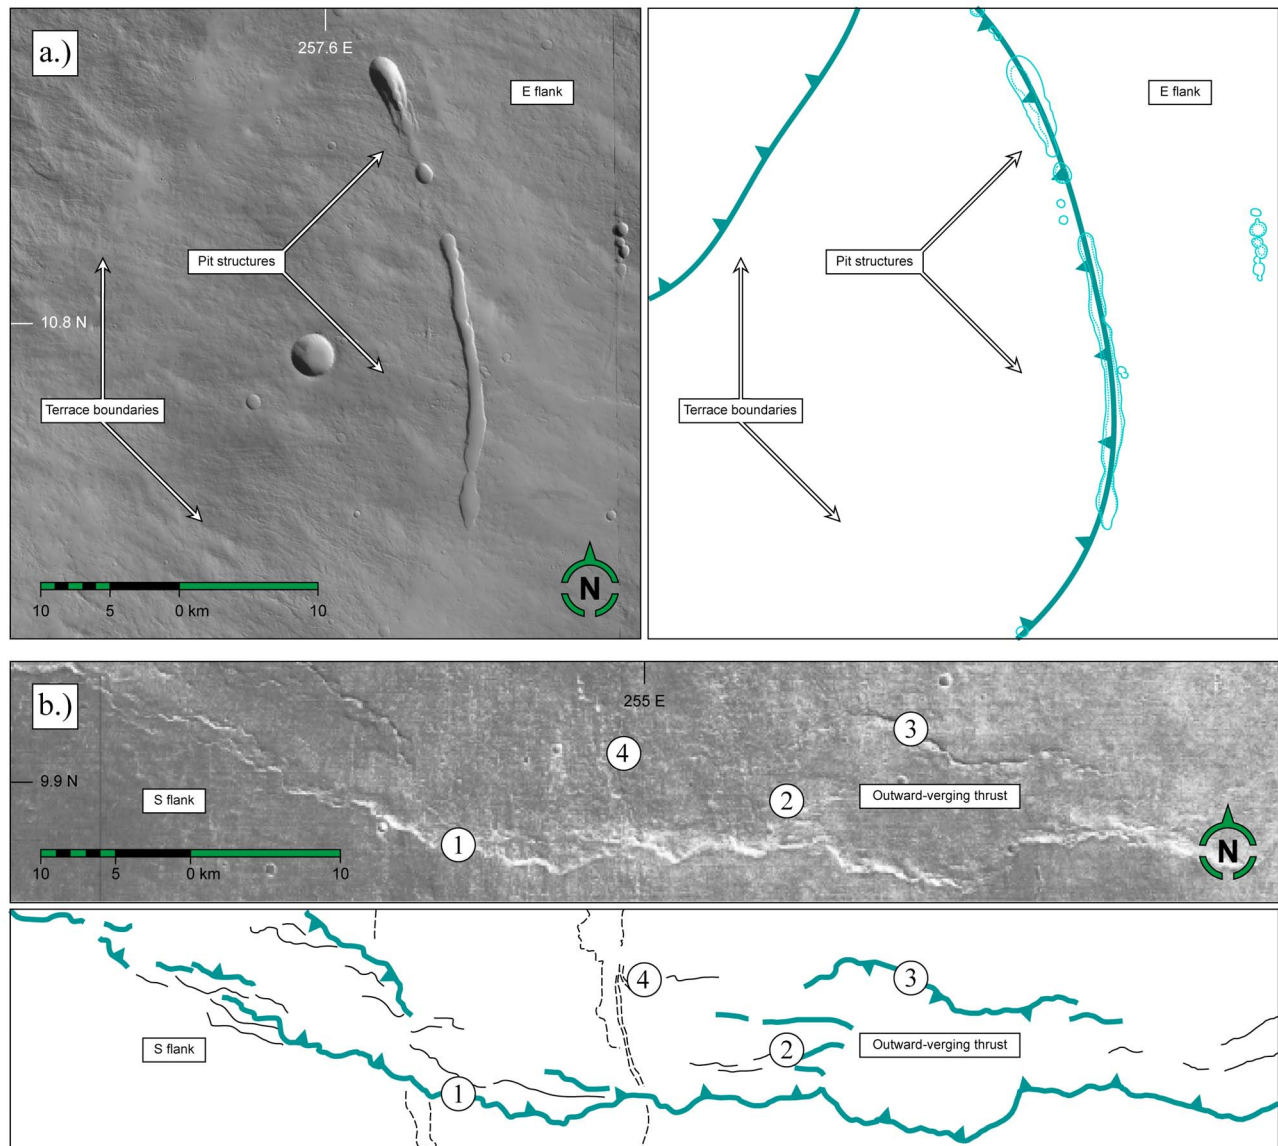 a.)
257.6 E
E flank
E flank
Pit structures
Pit structures
10.8 N
Terrace boundaries
Terrace boundaries
10 5 0 km 10
N
b.)
255 E
3
4
9.9 N
S flank
2
Outward-verging thrust
1
10 5 0 km 10
N
4
3
S flank
2
Outward-verging thrust
1